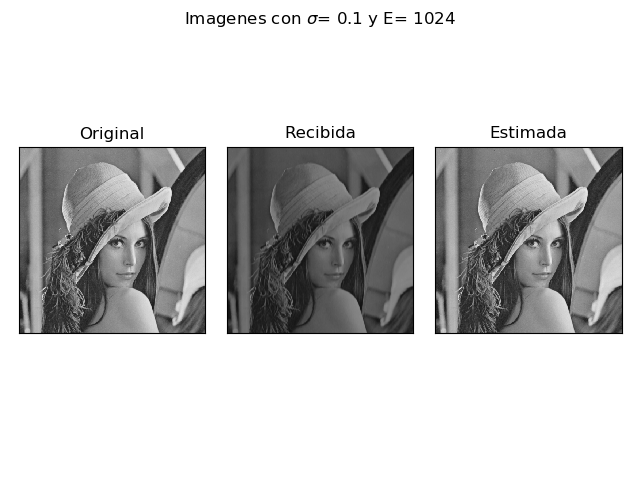 Imagenes con σ= 0.1 y E= 1024
Original
Recibida
Estimada